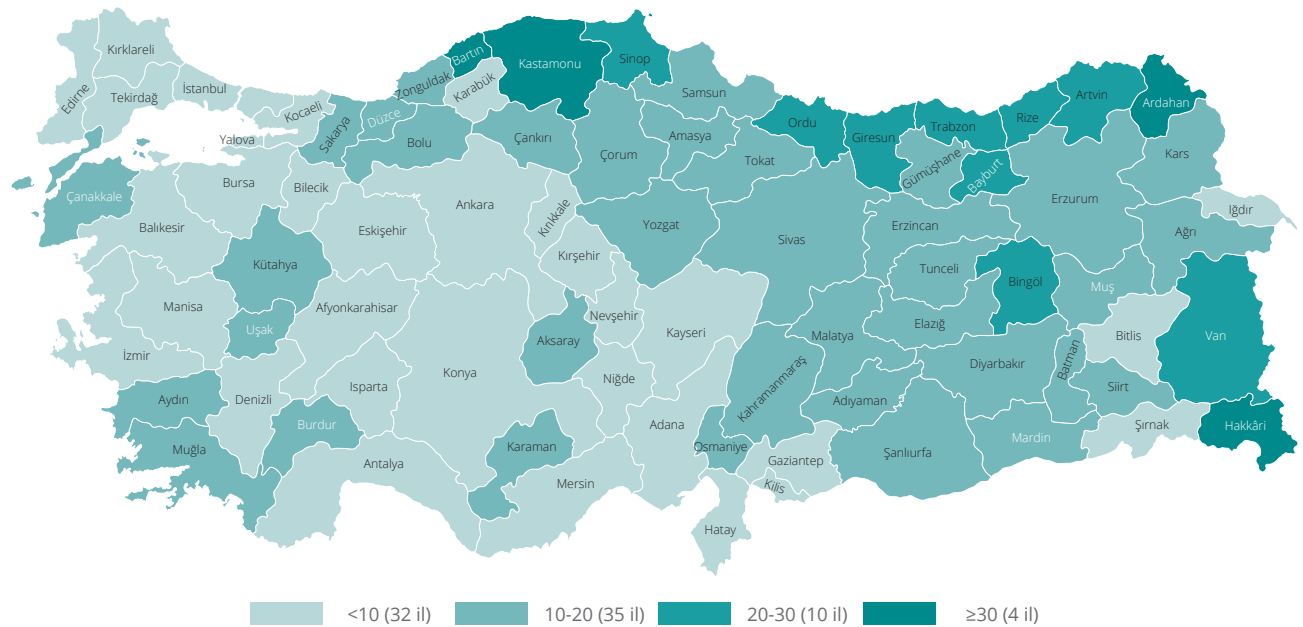 Kırklareli
Edirne
Tekirdağ
İstanbul
Kocaeli
Yalova
Sakarya
Düzce
Zonguldak
Bartın
Karabük
Kastamonu
Sinop
Samsun
Bolu
Çankırı
Çorum
Amasya
Tokat
Ordu
Giresun
Trabzon
Rize
Artvin
Ardahan
Gümüşhane
Bayburt
Kars
Erzurum
Iğdır
Çanakkale
Bursa
Bilecik
Balıkesir
Eskişehir
Ankara
Kırıkkale
Kırşehir
Yozgat
Sivas
Erzincan
Ağrı
Kütahya
Tunceli
Bingöl
Muş
Manisa
Afyonkarahisar
Uşak
Nevşehir
Kayseri
Malatya
Elazığ
Bitlis
Van
İzmir
Aksaray
Konya
Isparta
Niğde
Kahramanmaraş
Diyarbakır
Batman
Siirt
Aydın
Denizli
Burdur
Adıyaman
Muğla
Karaman
Adana
Osmaniye
Şanlıurfa
Mardin
Şırnak
Hakkâri
Antalya
Mersin
Gaziantep
Kilis
Hatay
<10 (32 il)
10-20 (35 il)
20-30 (10 il)
≥30 (4 il)